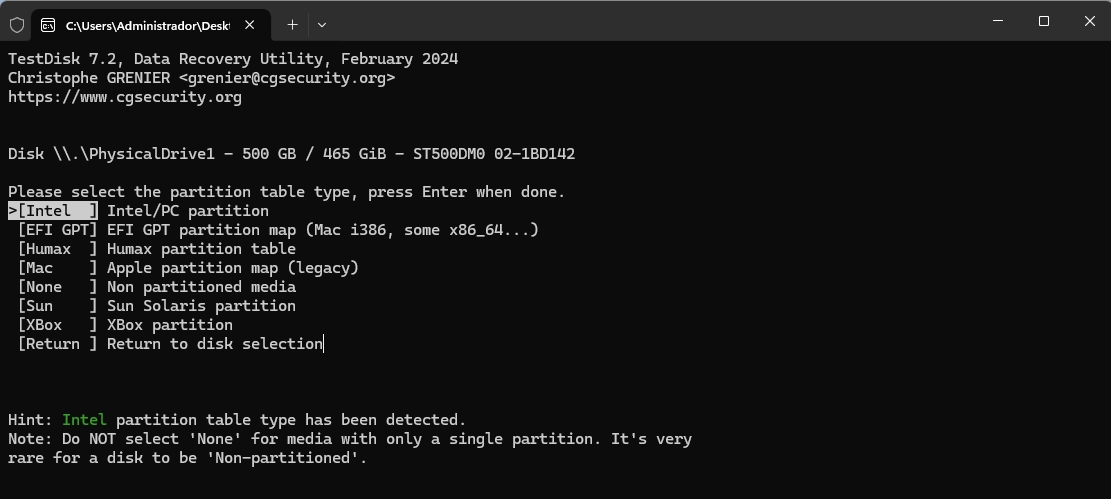 C:\Users\Administrador\Desk
TestDisk 7.2, Data Recovery Utility, February 2024
Christophe GRENIER <grenier@cgsecurity.org>
https://www.cgsecurity.org
Disk \\.\PhysicalDrive1 - 500 GB / 465 GiB - ST500DM0 02-1BD142
Please select the partition table type, press Enter when done.
>[Intel  ] Intel/PC partition
[EFI GPT] EFI GPT partition map (Mac i386, some x86_64...)
[Humax  ] Humax partition table
[Mac    ] Apple partition map (legacy)
[None   ] Non partitioned media
[Sun    ] Sun Solaris partition
[XBox   ] XBox partition
[Return ] Return to disk selection
Hint: Intel partition table type has been detected.
Note: Do NOT select 'None' for media with only a single partition. It's very
rare for a disk to be 'Non-partitioned'.